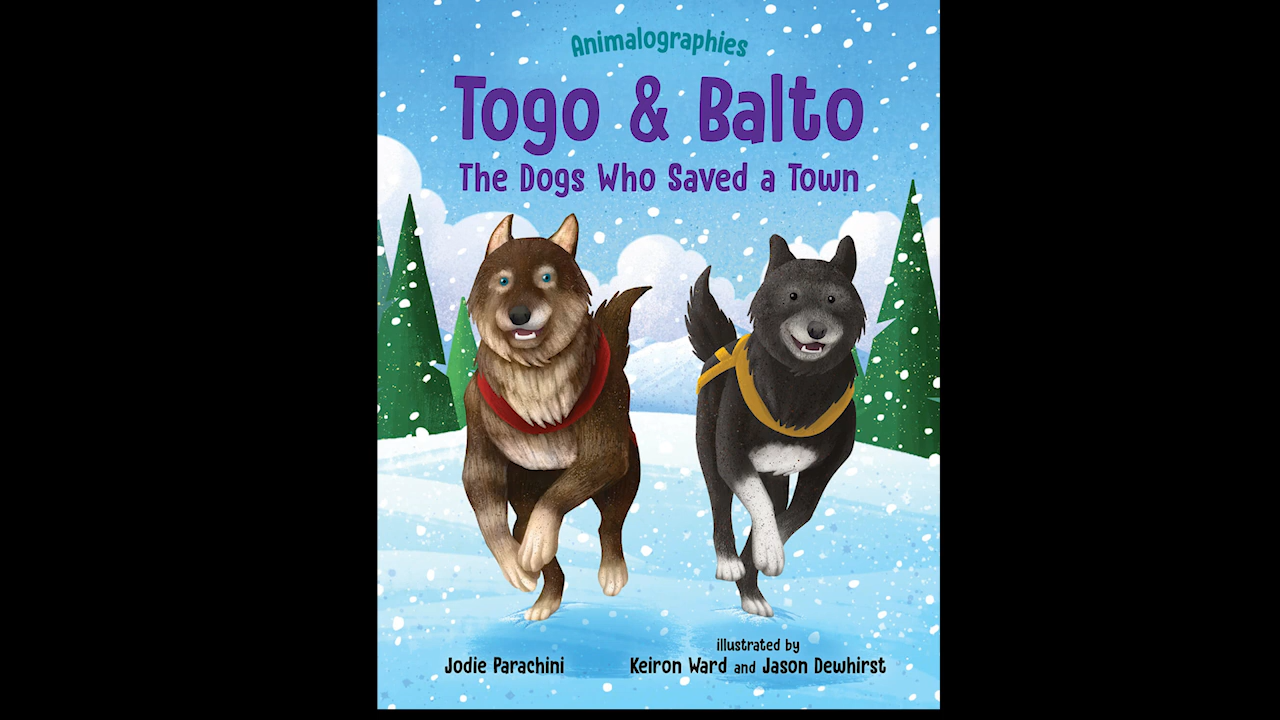 Animalographies
Togo & Balto
The Dogs Who Saved a Town
illustrated by
Jodie Parachini
Keiron Ward and Jason Dewhirst